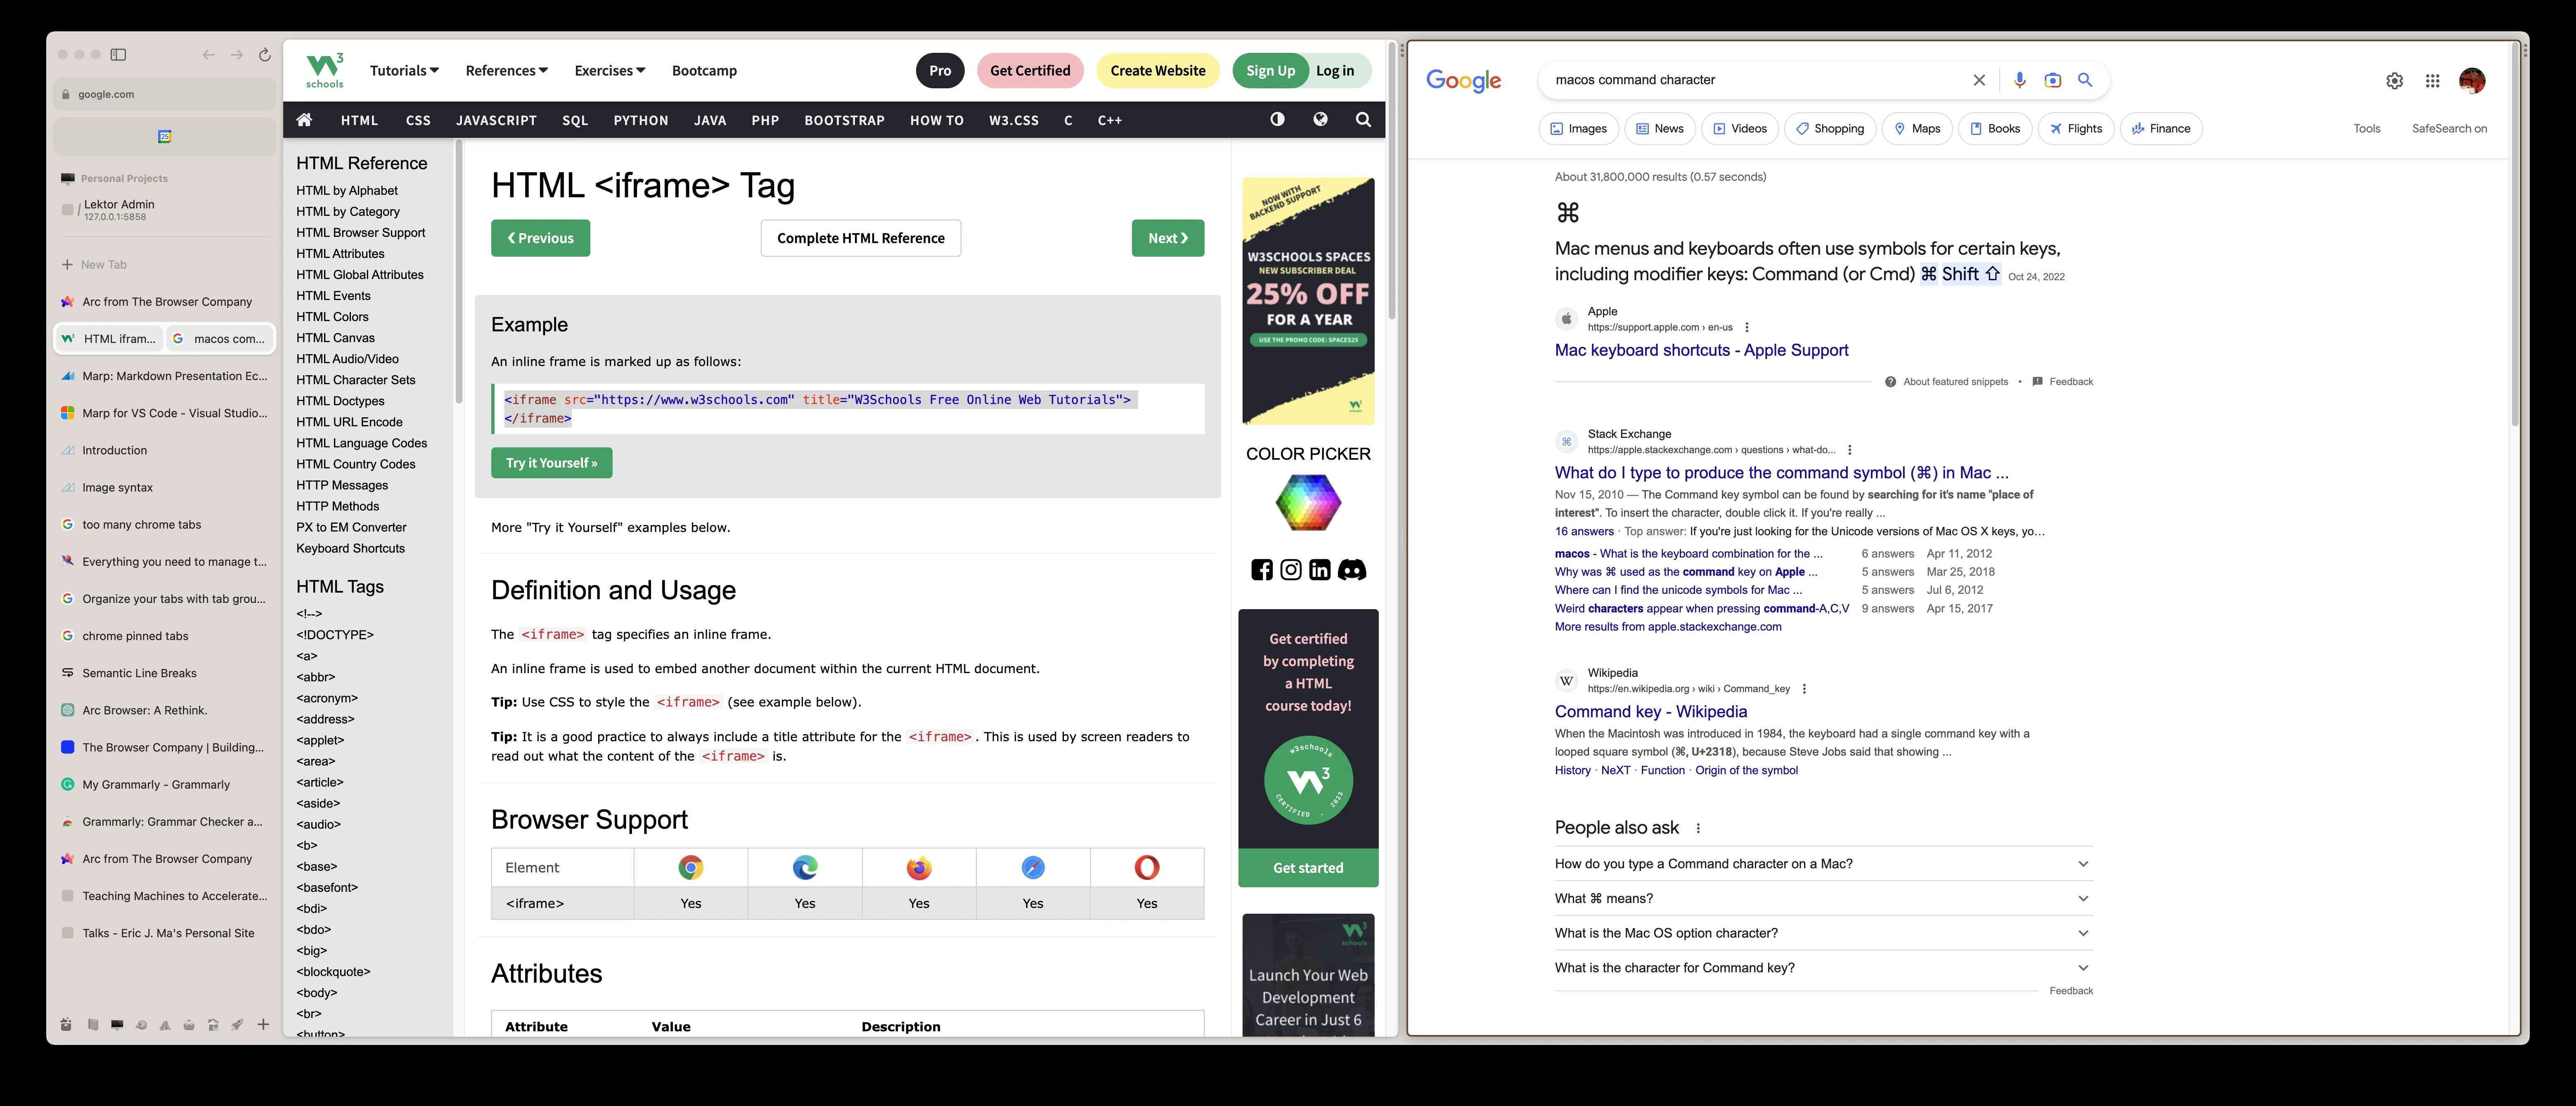 google.com
25
Personal Projects
/ Lektor Admin
127.0.0.1:5858
+ New Tab
Arc from The Browser Company
HTML ifram...
macos com...
Marp: Markdown Presentation Ec...
Marp for VS Code - Visual Studio...
Introduction
Image syntax
too many chrome tabs
Everything you need to manage t...
Organize your tabs with tab grou...
chrome pinned tabs
Semantic Line Breaks
Arc Browser: A Rethink.
The Browser Company | Building...
My Grammarly - Grammarly
Grammarly: Grammar Checker a...
Arc from The Browser Company
Teaching Machines to Accelerate...
Talks - Eric J. Ma's Personal Site
W3 schools
Tutorials References Exercises Bootcamp
Pro Get Certified Create Website Sign Up Log in
HTML CSS JAVASCRIPT SQL PYTHON JAVA PHP BOOTSTRAP HOW TO W3.CSS C C++
HTML Reference
HTML by Alphabet
HTML by Category
HTML Browser Support
HTML Attributes
HTML Global Attributes
HTML Events
HTML Colors
HTML Canvas
HTML Audio/Video
HTML Character Sets
HTML Doctypes
HTML URL Encode
HTML Language Codes
HTML Country Codes
HTTP Messages
HTTP Methods
PX to EM Converter
Keyboard Shortcuts
HTML Tags
<!-->
<!DOCTYPE>
<a>
<abbr>
<acronym>
<address>
<applet>
<area>
<article>
<aside>
<audio>
<b>
<base>
<basefont>
<bdi>
<bdo>
<big>
<blockquote>
<body>
<br>
<button>
HTML <iframe> Tag
❮ Previous
Complete HTML Reference
Next ❯
Example
An inline frame is marked up as follows:
<iframe src="https://www.w3schools.com" title="W3Schools Free Online Web Tutorials">
</iframe>
Try it Yourself »
More "Try it Yourself" examples below.
Definition and Usage
The <iframe> tag specifies an inline frame.
An inline frame is used to embed another document within the current HTML document.
Tip: Use CSS to style the <iframe> (see example below).
Tip: It is a good practice to always include a title attribute for the <iframe>. This is used by screen readers to
read out what the content of the <iframe> is.
Browser Support
Element
<iframe> Yes Yes Yes Yes Yes
Attributes
Attribute Value Description
NOW WITH
BACKEND SUPPORT
W3SCHOOLS SPACES
NEW SUBSCRIBER DEAL
25% OFF
FOR A YEAR
USE THE PROMO CODE: SPACES25
COLOR PICKER
Get certified
by completing
a HTML
course today!
w3schools
W3
CERTIFIED . 2023
Get started
W3 schools
Launch Your Web
Development
Career in Just 6
Google
macos command character
Images News Videos Shopping Maps Books Flights Finance
Tools SafeSearch on
About 31,800,000 results (0.57 seconds)
⌘
Mac menus and keyboards often use symbols for certain keys,
including modifier keys: Command (or Cmd) ⌘ Shift ⇧ Oct 24, 2022
Apple
https://support.apple.com › en-us
Mac keyboard shortcuts - Apple Support
About featured snippets • Feedback
Stack Exchange
https://apple.stackexchange.com › questions › what-do...
What do I type to produce the command symbol (⌘) in Mac ...
Nov 15, 2010 — The Command key symbol can be found by searching for it's name "place of
interest". To insert the character, double click it. If you're really ...
16 answers · Top answer: If you're just looking for the Unicode versions of Mac OS X keys, yo...
macos - What is the keyboard combination for the ... 6 answers Apr 11, 2012
Why was ⌘ used as the command key on Apple ... 5 answers Mar 25, 2018
Where can I find the unicode symbols for Mac ... 5 answers Jul 6, 2012
Weird characters appear when pressing command-A,C,V 9 answers Apr 15, 2017
More results from apple.stackexchange.com
W
Wikipedia
https://en.wikipedia.org › wiki › Command_key
Command key - Wikipedia
When the Macintosh was introduced in 1984, the keyboard had a single command key with a
looped square symbol (⌘, U+2318), because Steve Jobs said that showing ...
History · NeXT · Function · Origin of the symbol
People also ask
How do you type a Command character on a Mac?
What ⌘ means?
What is the Mac OS option character?
What is the character for Command key?
Feedback